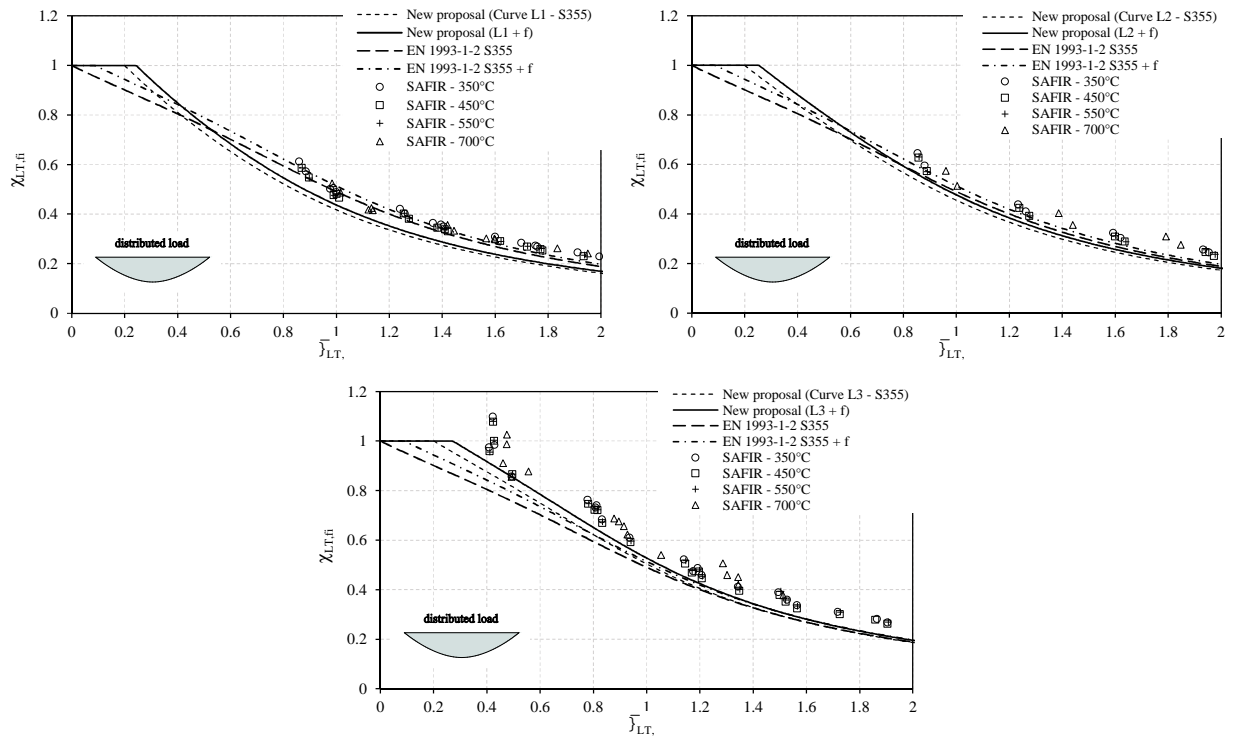 New proposal (Curve L1 - S355)
New proposal (L1 + f)
EN 1993-1-2 S355
EN 1993-1-2 S355 + f
SAFIR - 350°C
SAFIR - 450°C
SAFIR - 550°C
SAFIR - 700°C
1.2
1
0.8
0.6
0.4
0.2
0
χLT,fi
distributed load
0 0.2 0.4 0.6 0.8 1 1.2 1.4 1.6 1.8 2
LT,
New proposal (Curve L2 - S355)
New proposal (L2 + f)
EN 1993-1-2 S355
EN 1993-1-2 S355 + f
SAFIR - 350°C
SAFIR - 450°C
SAFIR - 550°C
SAFIR - 700°C
1.2
1
0.8
0.6
0.4
0.2
0
χLT,fi
distributed load
0 0.2 0.4 0.6 0.8 1 1.2 1.4 1.6 1.8 2
LT,
New proposal (Curve L3 - S355)
New proposal (L3 + f)
EN 1993-1-2 S355
EN 1993-1-2 S355 + f
SAFIR - 350°C
SAFIR - 450°C
SAFIR - 550°C
SAFIR - 700°C
1.2
1
0.8
0.6
0.4
0.2
0
χLT,fi
distributed load
0 0.2 0.4 0.6 0.8 1 1.2 1.4 1.6 1.8 2
LT,